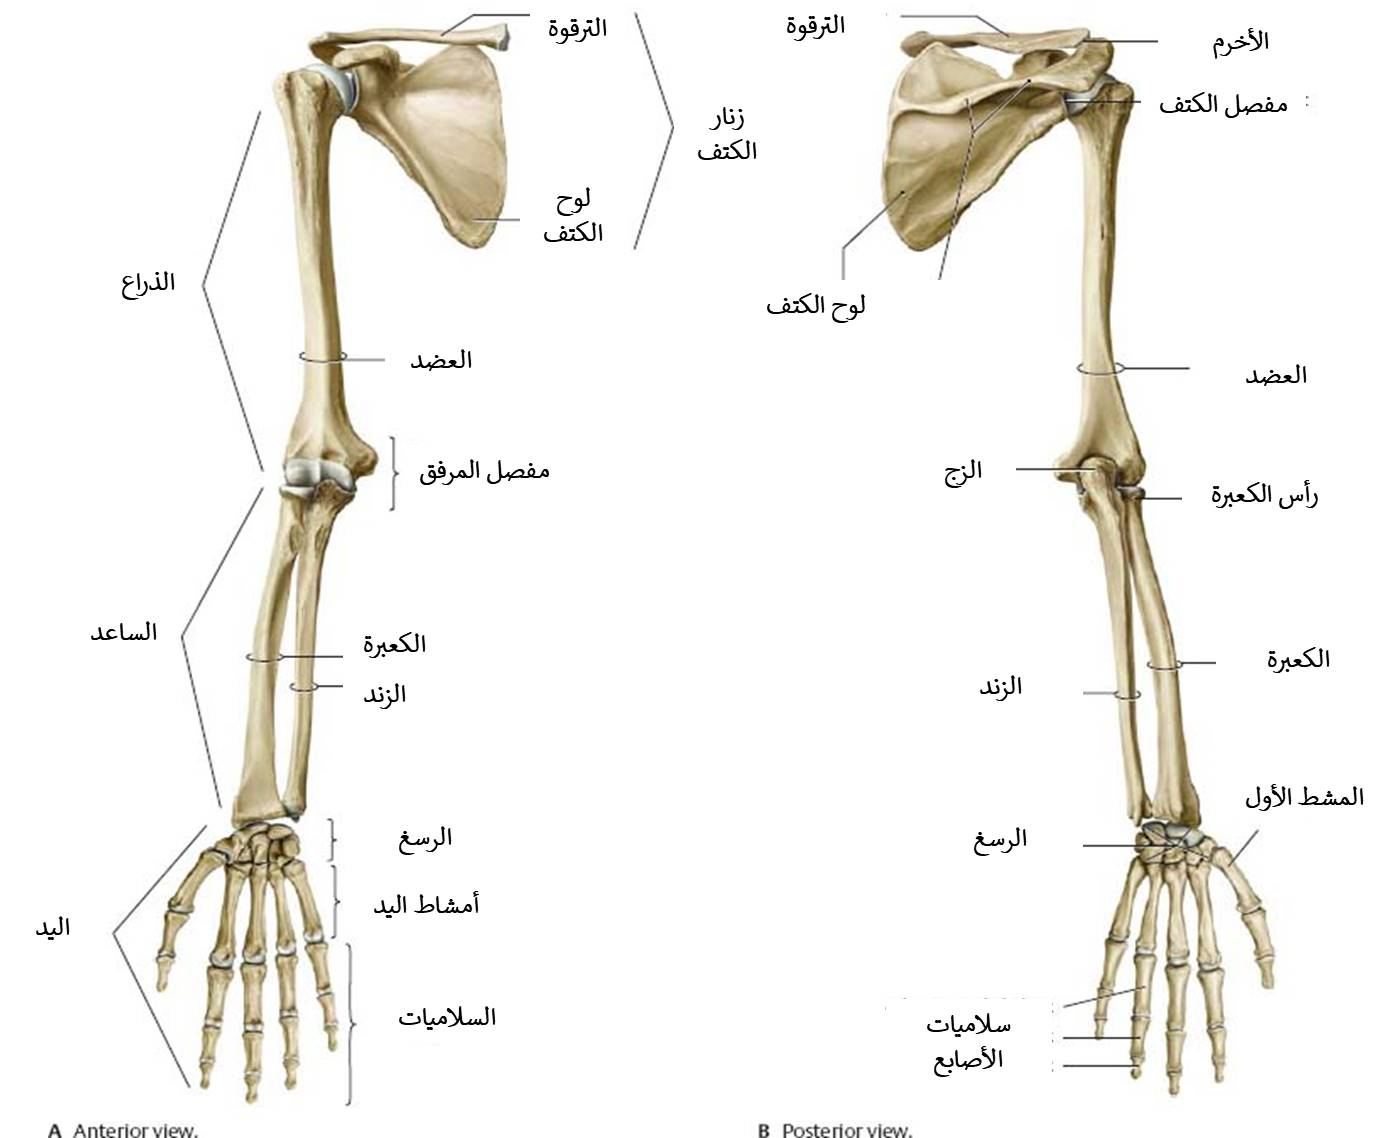 الترقوة
زنار
الكتف
لوح
الكتف
الذراع
العضد
مفصل المرفق
الساعد
الكعبرة
الزند
الرسغ
أمشاط اليد
اليد
السلاميات
A Anterior view.
الترقوة
الأخرم
مفصل الكتف
لوح الكتف
العضد
الزج
رأس الكعبرة
الكعبرة
الزند
المشط الأول
الرسغ
سلاميات
الأصابع
B Posterior view.